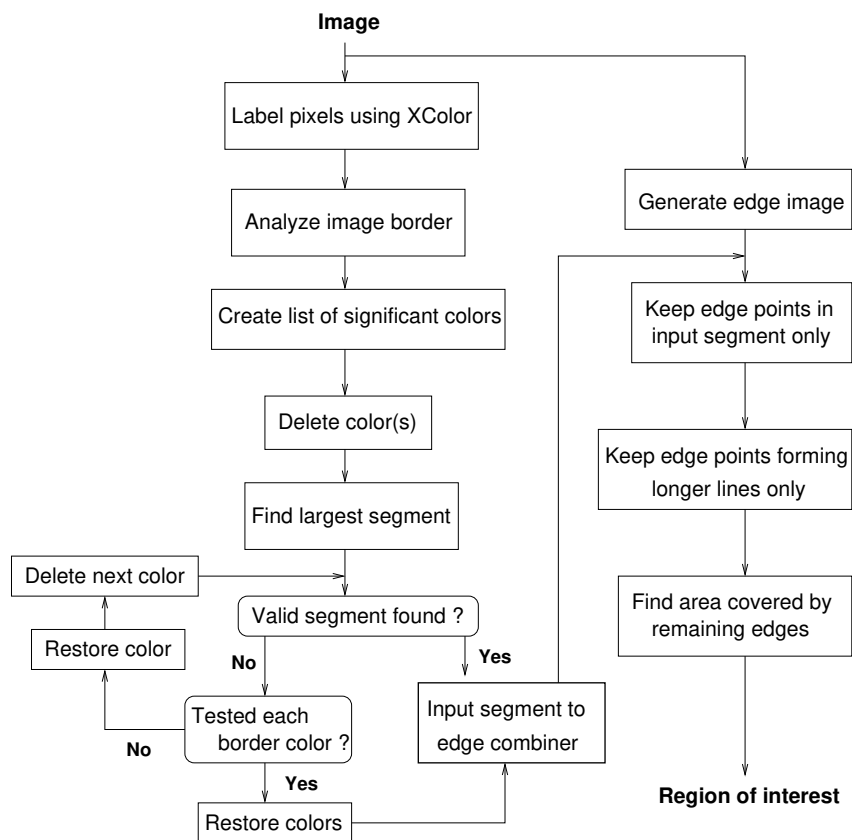 Image
Label pixels using XColor
Analyze image border
Create list of significant colors
Delete color(s)
Find largest segment
Delete next color
Valid segment found ?
Restore color
No
Yes
Tested each
border color ?
No
Yes
Restore colors
Input segment to
edge combiner
Generate edge image
Keep edge points in
input segment only
Keep edge points forming
longer lines only
Find area covered by
remaining edges
Region of interest